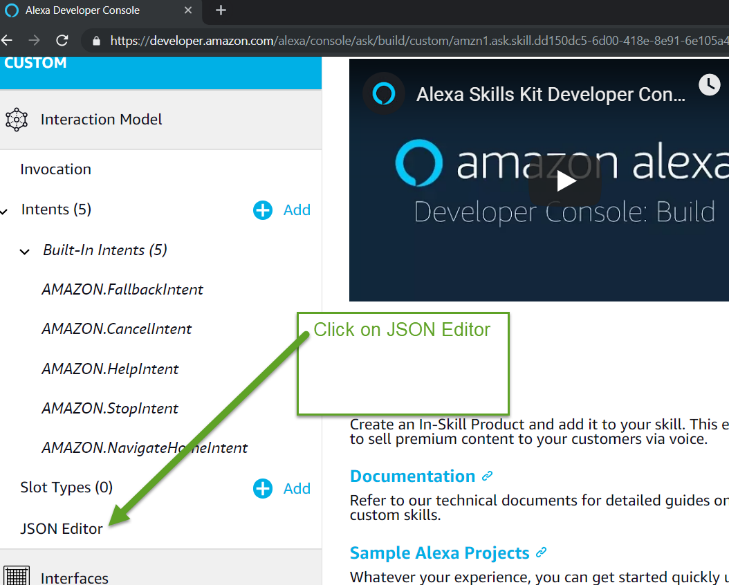 Alexa Developer Console
https://developer.amazon.com/alexa/console/ask/build/custom/amzn1.ask.skill.dd150dc5-6d00-418e-8e91-6e105a4
CUSTOM
Interaction Model
Invocation
Intents (5)
Add
Built-In Intents (5)
AMAZON.FallbackIntent
AMAZON.CancelIntent
AMAZON.HelpIntent
AMAZON.StopIntent
AMAZON.NavigateHomeIntent
Slot Types (0)
Add
JSON Editor
Interfaces
Alexa Skills Kit Developer Con...
amazon alexa
Developer Console: Build
Click on JSON Editor
Create an In-Skill Product and add it to your skill. This e
to sell premium content to your customers via voice.
Documentation
Refer to our technical documents for detailed guides on
custom skills.
Sample Alexa Projects
Whatever your experience, you can get started quickly u